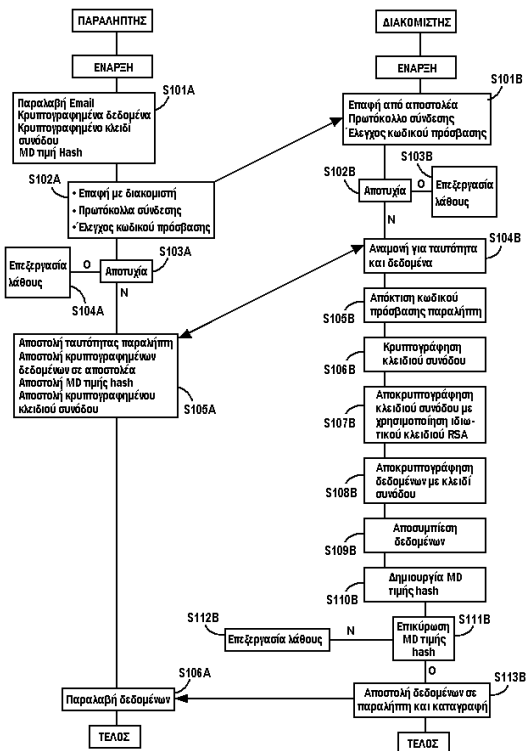 ΠΑΡΑΛΗΠΤΗΣ
ΕΝΑΡΞΗ
S101A
Παραλαβή Email
Κρυπτογραφημένα δεδομένα
Κρυπτογραφημένο κλειδί
συνόδου
MD τιμή Hash
S102A
• Επαφή με διακομιστή
• Πρωτόκολλα σύνδεσης
• Έλεγχος κωδικού πρόσβασης
S103A
Επεξεργασία
λάθους
Ο
Αποτυχία
Ν
S104A
Αποστολή ταυτότητας παραλήπτη
Αποστολή κρυπτογραφημένων
δεδομένων σε αποστολέα
Αποστολή MD τιμής hash
Αποστολή κρυπτογραφημένου
κλειδιού συνόδου
S105A
S106A
Παραλαβή δεδομένων
ΤΕΛΟΣ
ΔΙΑΚΟΜΙΣΤΗΣ
ΕΝΑΡΞΗ
S101B
Επαφή από αποστολέα
Πρωτόκολλο σύνδεσης
Έλεγχος κωδικού πρόσβασης
S102B
S103B
Αποτυχία
Ο
Επεξεργασία
λάθους
Ν
S104B
Αναμονή για ταυτότητα
και δεδομένα
S105B
Απόκτιση κωδικού
πρόσβασης παραλήπτη
S106B
Κρυπτογράφηση
κλειδιού συνόδου
S107B
Αποκρυπτογράφηση
κλειδιού συνόδου με
χρησιμοποίηση ιδιω-
τικού κλειδιού RSA
S108B
Αποκρυπτογράφηση
δεδομένων με κλειδί
συνόδου
S109B
Αποσυμπίεση
δεδομένων
S110B
Δημιουργία MD
τιμής hash
S112B
Επεξεργασία λάθους
Ν
S111B
Επικύρωση
MD τιμής
hash
Ο
S113B
Αποστολή δεδομένων σε
παραλήπτη και καταγραφή
ΤΕΛΟΣ